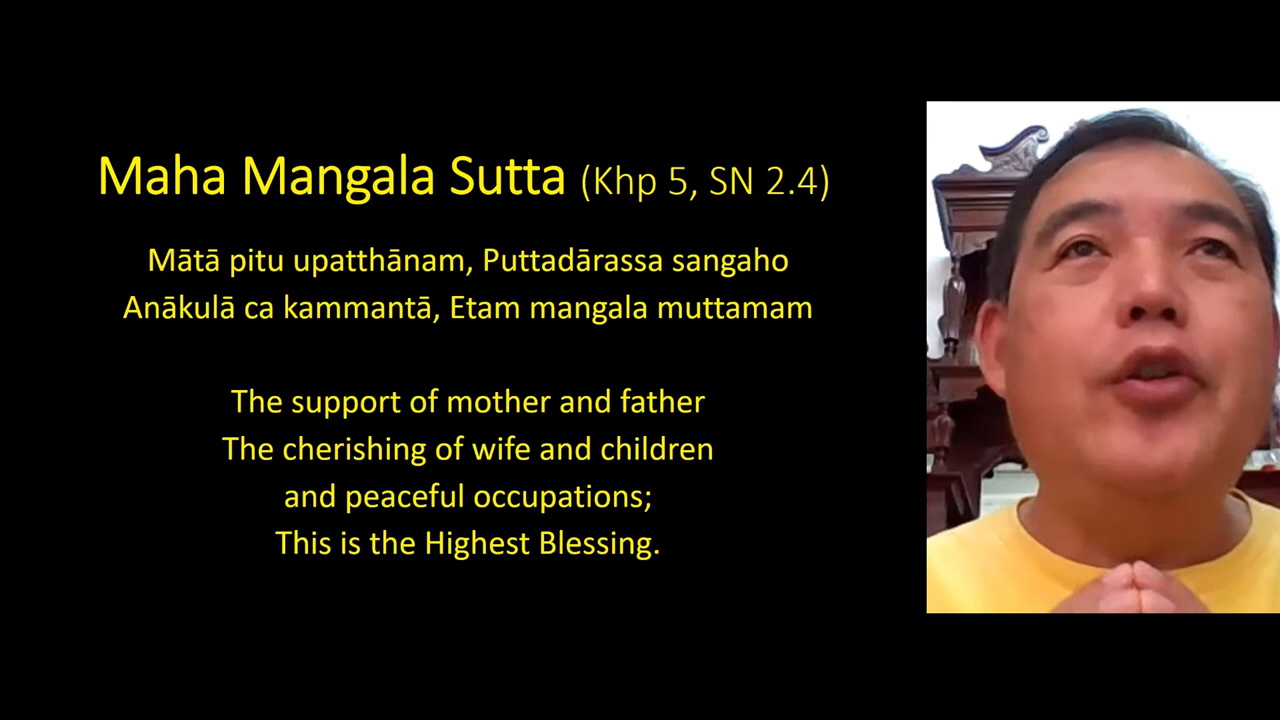 Maha Mangala Sutta (Khp 5, SN 2.4)
Mātā pitu upatthānam, Puttadārassa sangaho
Anākulā ca kammantā, Etam mangala muttamam
The support of mother and father
The cherishing of wife and children
and peaceful occupations;
This is the Highest Blessing.